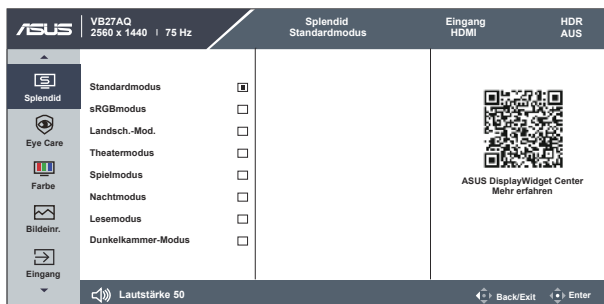 ASUS
VB27AQ
2560 x 1440 I 75 Hz
Splendid
Standardmodus
Eingang
HDMI
HDR
AUS
Splendid
Eye Care
Farbe
Bildeinr.
Eingang
Standardmodus
sRGBmodus
Landsch.-Mod.
Theatermodus
Spielmodus
Nachtmodus
Lesemodus
Dunkelkammer-Modus
ASUS DisplayWidget Center
Mehr erfahren
Lautstärke 50
Back/Exit
Enter